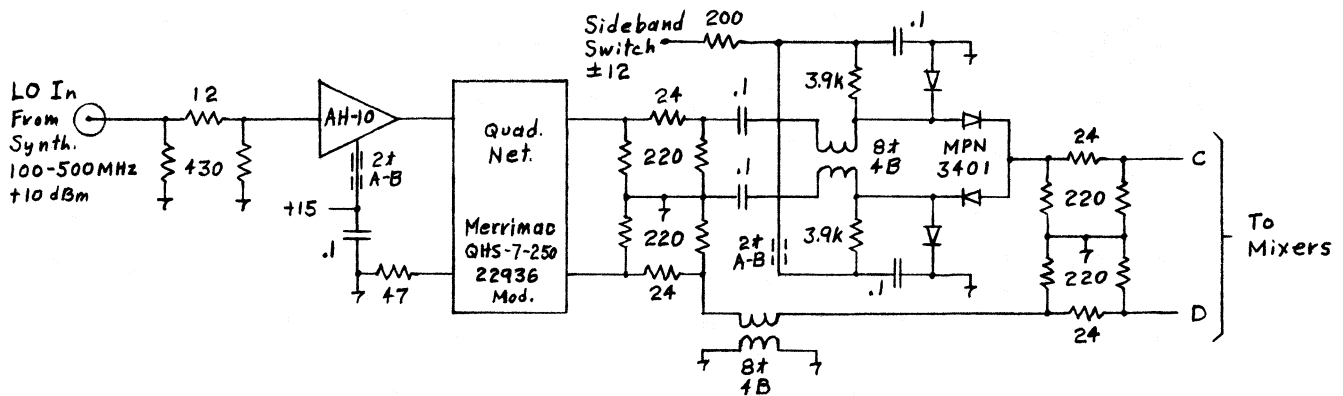 Sideband
Switch
±12
200
.1
LO In
From
Synth.
100-500MHz
+10 dBm
12
430
AH-10
2t
A-B
+15
.1
47
Quad.
Net.
Merrimac
QHS-7-250
22936
Mod.
24
220
220
24
.1
.1
3.9k
8t
4B
MPN
3401
2t
A-B
3.9k
.1
8t
4B
24
220
220
24
C
D
To
Mixers